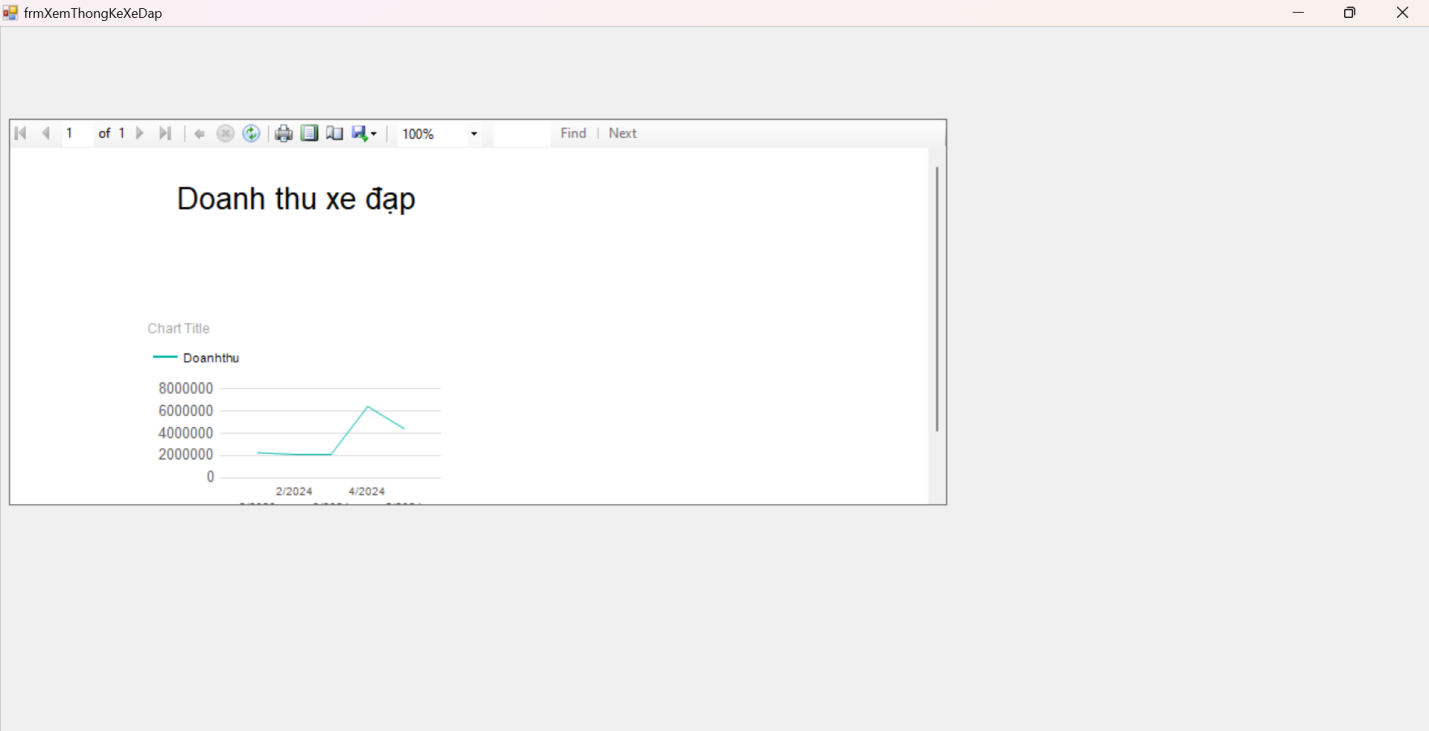 frmXemThongKeXeDap
1 of 1 100% Find | Next
Doanh thu xe đạp
Chart Title
Doanhthu
8000000
6000000
4000000
2000000
0
2/2024 4/2024